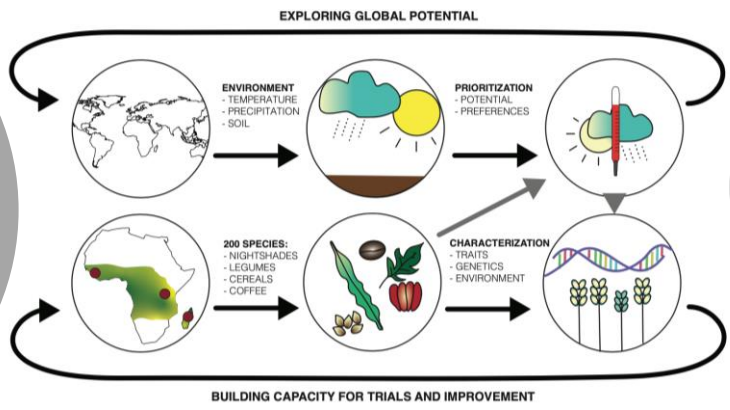 EXPLORING GLOBAL POTENTIAL
ENVIRONMENT
- TEMPERATURE
- PRECIPITATION
- SOIL
PRIORITIZATION
- POTENTIAL
- PREFERENCES
200 SPECIES:
- NIGHTSHADES
- LEGUMES
- CEREALS
- COFFEE
CHARACTERIZATION
- TRAITS
- GENETICS
- ENVIRONMENT
BUILDING CAPACITY FOR TRIALS AND IMPROVEMENT